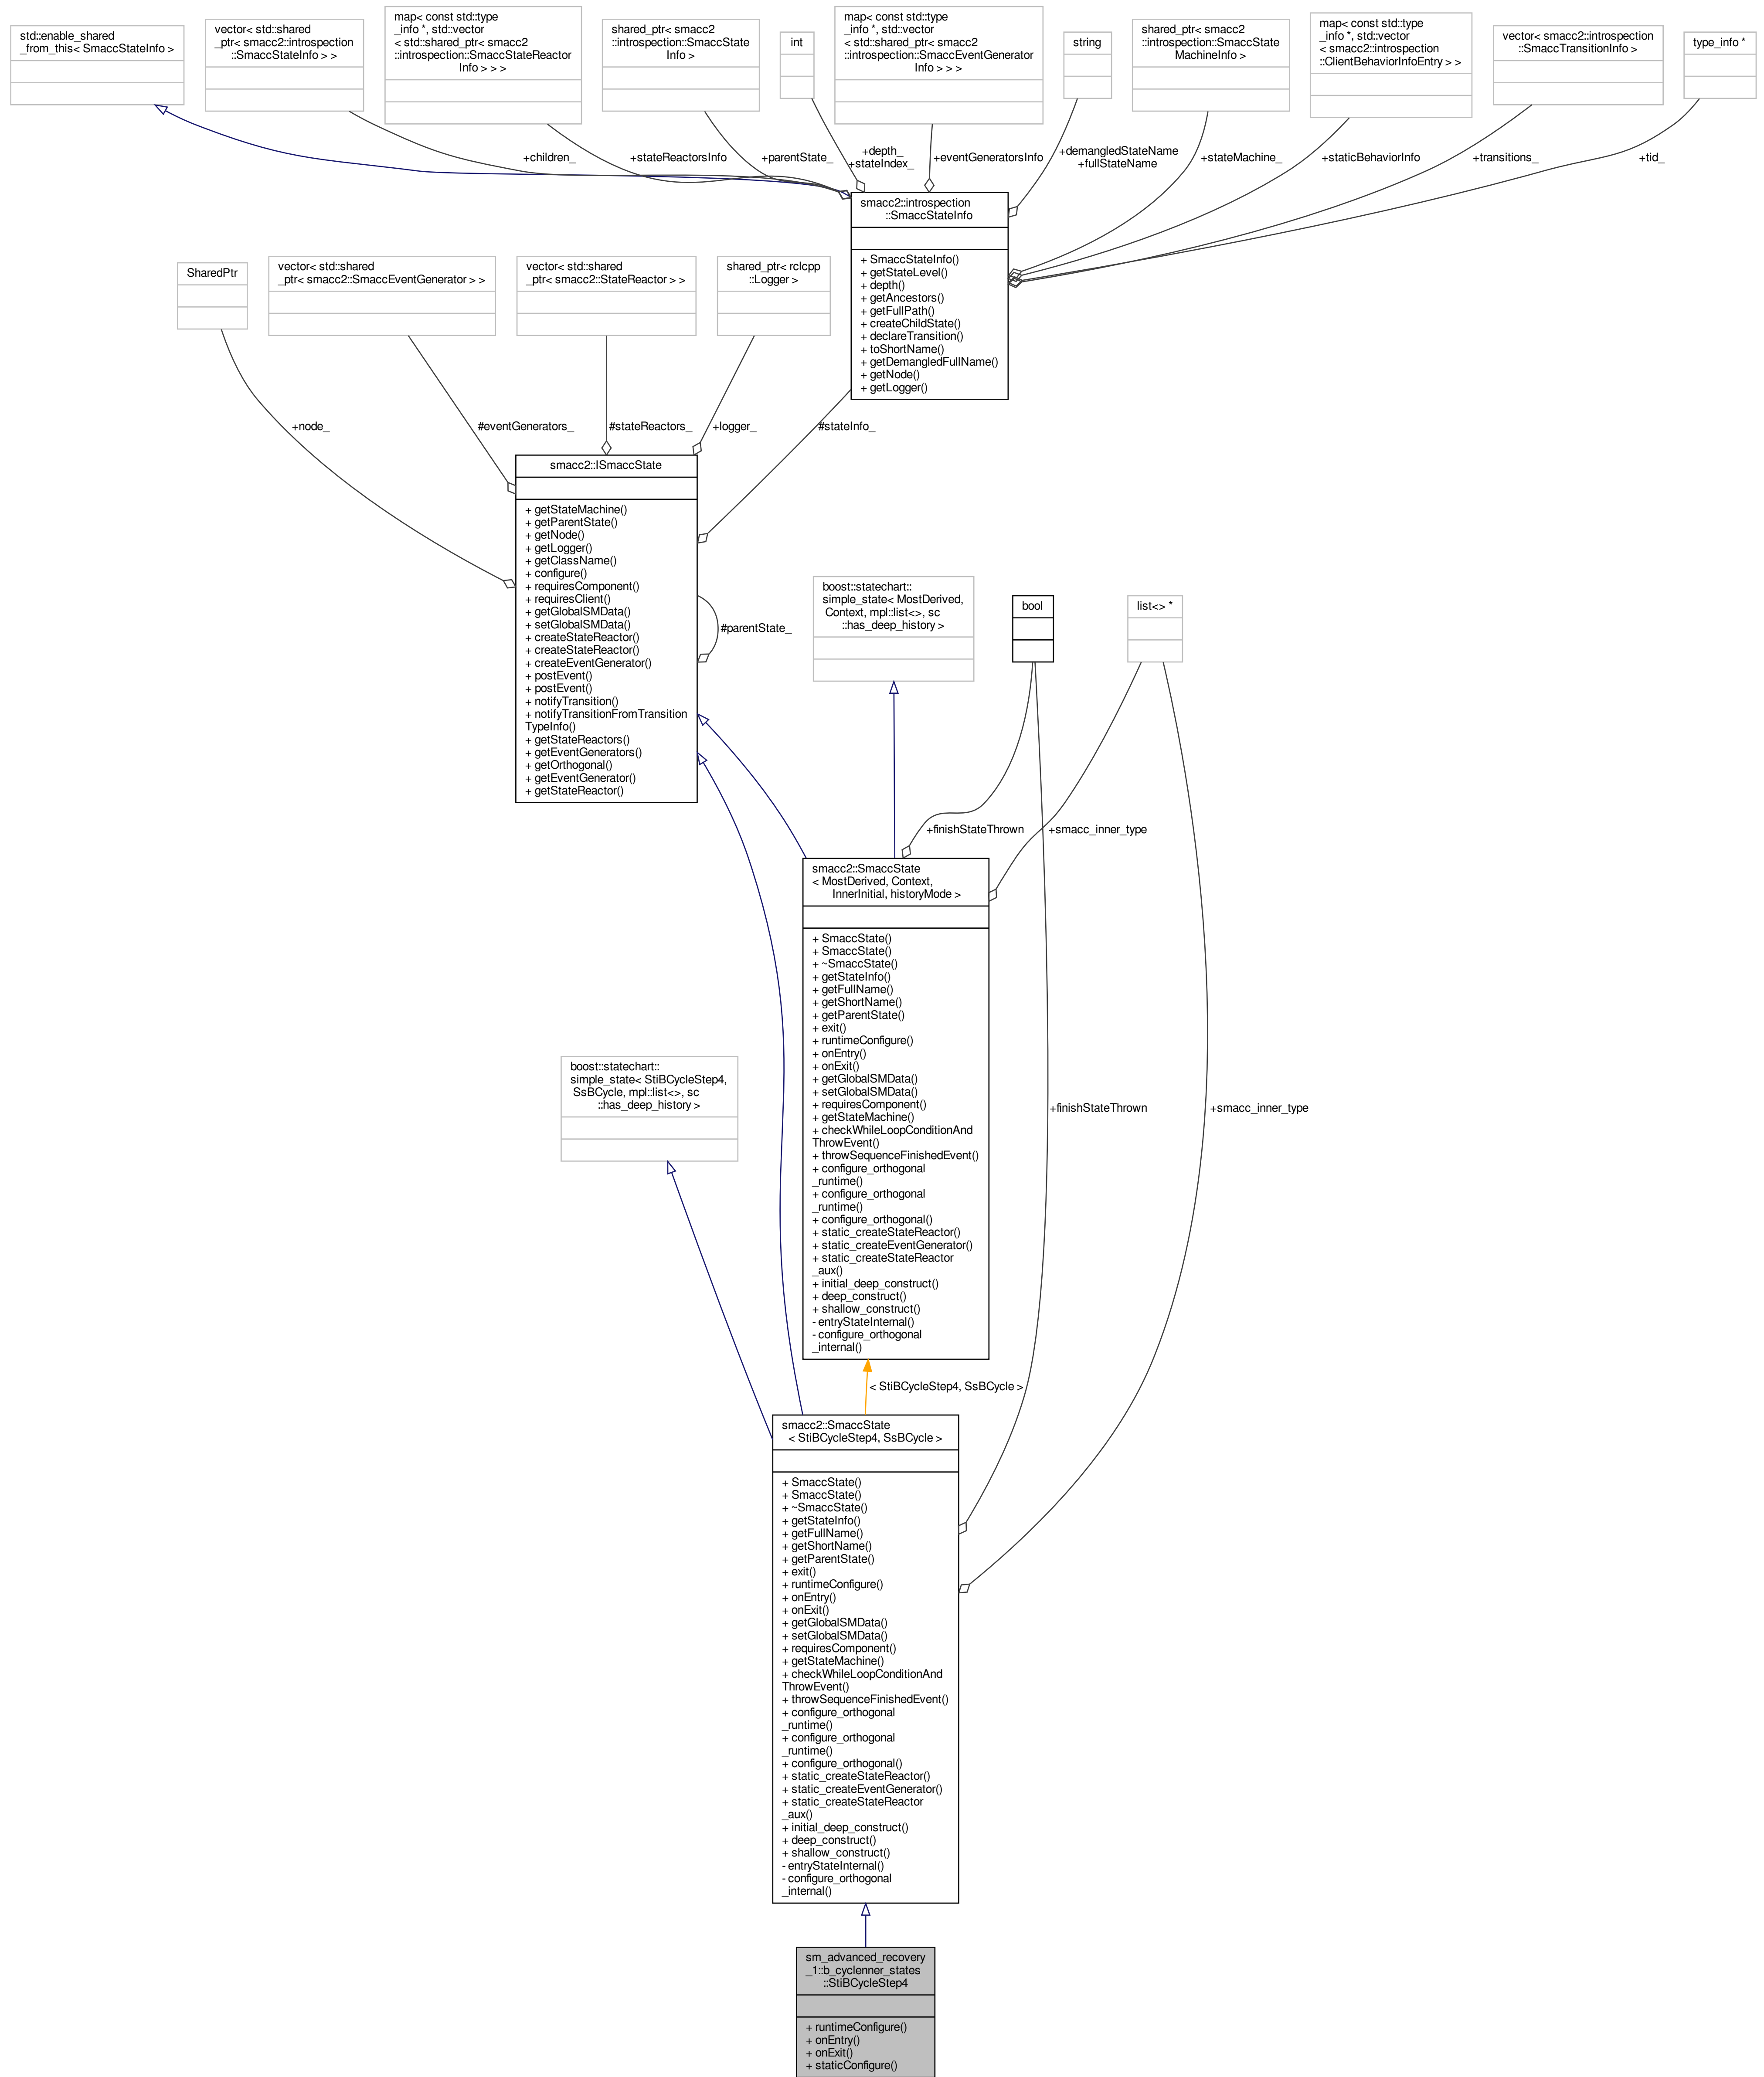 std::enable_shared
_from_this< SmaccStateInfo >
vector< std::shared
_ptr< smacc2::introspection
::SmaccStateInfo > >
map< const std::type
_info *, std::vector
< std::shared_ptr< smacc2
::introspection::SmaccStateReactor
Info > > >
shared_ptr< smacc2
::introspection::SmaccState
Info >
int
map< const std::type
_info *, std::vector
< std::shared_ptr< smacc2
::introspection::SmaccEventGenerator
Info > > >
string
shared_ptr< smacc2
::introspection::SmaccState
MachineInfo >
map< const std::type
_info *, std::vector
< smacc2::introspection
::ClientBehaviorInfoEntry > >
vector< smacc2::introspection
::SmaccTransitionInfo >
type_info *
+children_
+stateReactorsInfo
+parentState_
+depth_
+stateIndex_
+eventGeneratorsInfo
+demangledStateName
+fullStateName
+stateMachine_
+staticBehaviorInfo
+transitions_
+tid_
smacc2::introspection
::SmaccStateInfo
+ SmaccStateInfo()
+ getStateLevel()
+ depth()
+ getAncestors()
+ getFullPath()
+ createChildState()
+ declareTransition()
+ toShortName()
+ getDemangledFullName()
+ getNode()
+ getLogger()
SharedPtr
vector< std::shared
_ptr< smacc2::SmaccEventGenerator > >
vector< std::shared
_ptr< smacc2::StateReactor > >
shared_ptr< rclcpp
::Logger >
+node_
#eventGenerators_
#stateReactors_
+logger_
#stateInfo_
smacc2::ISmaccState
+ getStateMachine()
+ getParentState()
+ getNode()
+ getLogger()
+ getClassName()
+ configure()
+ requiresComponent()
+ requiresClient()
+ getGlobalSMData()
+ setGlobalSMData()
+ createStateReactor()
+ createStateReactor()
+ createEventGenerator()
+ postEvent()
+ postEvent()
+ notifyTransition()
+ notifyTransitionFromTransition
TypeInfo()
+ getStateReactors()
+ getEventGenerators()
+ getOrthogonal()
+ getEventGenerator()
+ getStateReactor()
#parentState_
boost::statechart::
simple_state< MostDerived,
Context, mpl::list<>, sc
::has_deep_history >
bool
list<> *
+finishStateThrown
+smacc_inner_type
smacc2::SmaccState
< MostDerived, Context,
InnerInitial, historyMode >
+ SmaccState()
+ SmaccState()
+ ~SmaccState()
+ getStateInfo()
+ getFullName()
+ getShortName()
+ getParentState()
+ exit()
+ runtimeConfigure()
+ onEntry()
+ onExit()
+ getGlobalSMData()
+ setGlobalSMData()
+ requiresComponent()
+ getStateMachine()
+ checkWhileLoopConditionAnd
ThrowEvent()
+ throwSequenceFinishedEvent()
+ configure_orthogonal
_runtime()
+ configure_orthogonal
_runtime()
+ configure_orthogonal()
+ static_createStateReactor()
+ static_createEventGenerator()
+ static_createStateReactor
_aux()
+ initial_deep_construct()
+ deep_construct()
+ shallow_construct()
- entryStateInternal()
- configure_orthogonal
_internal()
boost::statechart::
simple_state< StiBCycleStep4,
SsBCycle, mpl::list<>, sc
::has_deep_history >
+finishStateThrown
+smacc_inner_type
< StiBCycleStep4, SsBCycle >
smacc2::SmaccState
< StiBCycleStep4, SsBCycle >
+ SmaccState()
+ SmaccState()
+ ~SmaccState()
+ getStateInfo()
+ getFullName()
+ getShortName()
+ getParentState()
+ exit()
+ runtimeConfigure()
+ onEntry()
+ onExit()
+ getGlobalSMData()
+ setGlobalSMData()
+ requiresComponent()
+ getStateMachine()
+ checkWhileLoopConditionAnd
ThrowEvent()
+ throwSequenceFinishedEvent()
+ configure_orthogonal
_runtime()
+ configure_orthogonal
_runtime()
+ configure_orthogonal()
+ static_createStateReactor()
+ static_createEventGenerator()
+ static_createStateReactor
_aux()
+ initial_deep_construct()
+ deep_construct()
+ shallow_construct()
- entryStateInternal()
- configure_orthogonal
_internal()
sm_advanced_recovery
_1::b_cyclenner_states
::StiBCycleStep4
+ runtimeConfigure()
+ onEntry()
+ onExit()
+ staticConfigure()